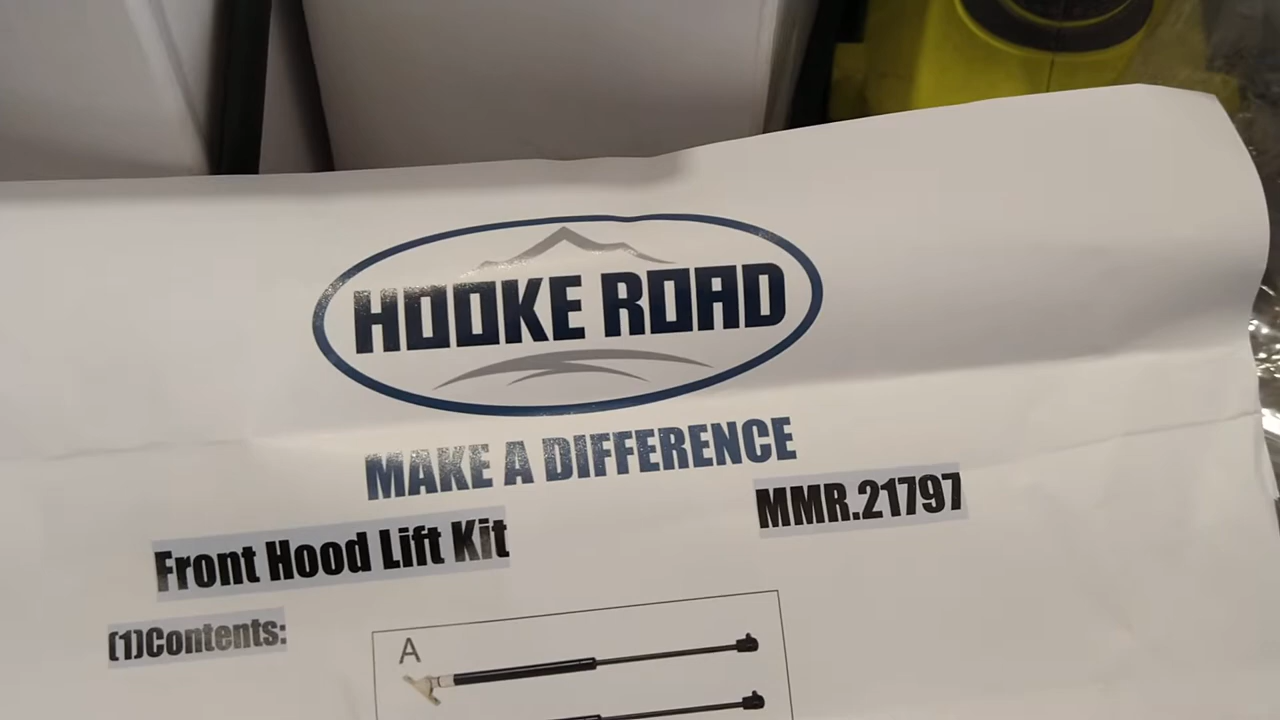 HOOKE ROAD
MAKE A DIFFERENCE
MMR.21797
Front Hood Lift Kit
(1)Contents:
A